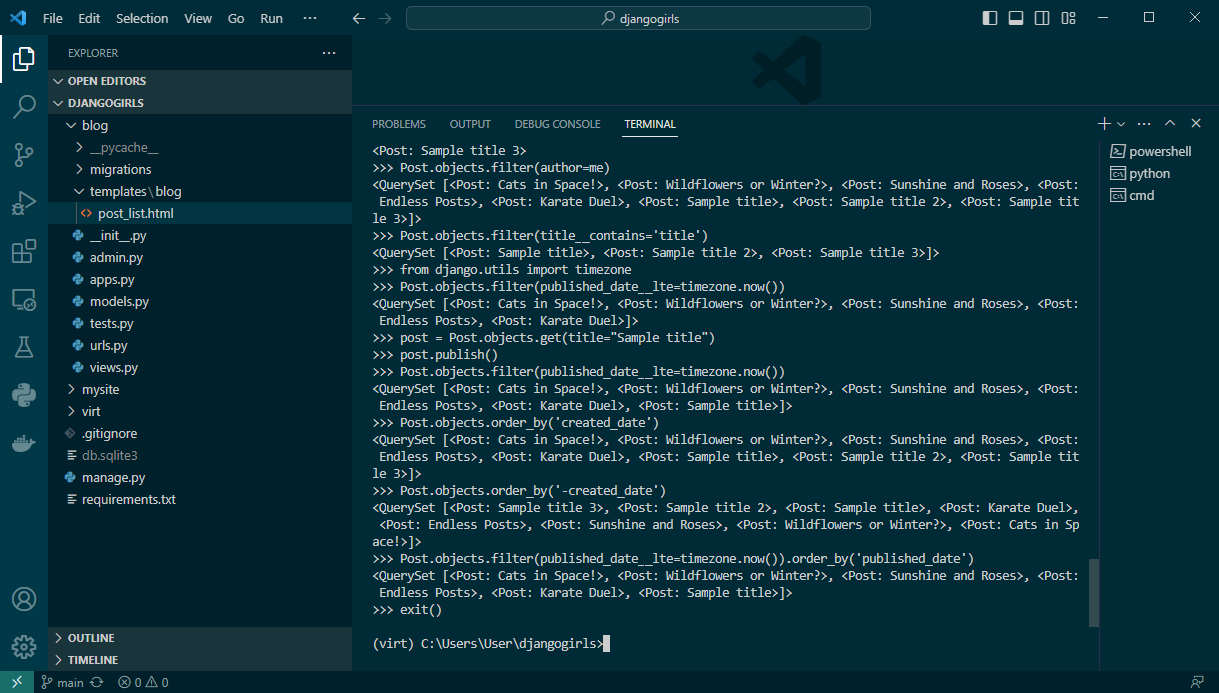 File Edit Selection View Go Run ··· djangogirls
EXPLORER ···
OPEN EDITORS
DJANGOGIRLS
blog
__pycache__
migrations
templates\blog
post_list.html
__init__.py
admin.py
apps.py
models.py
tests.py
urls.py
views.py
mysite
virt
.gitignore
db.sqlite3
manage.py
requirements.txt
OUTLINE
TIMELINE
PROBLEMS OUTPUT DEBUG CONSOLE TERMINAL
<Post: Sample title 3>
>>> Post.objects.filter(author=me)
<QuerySet [<Post: Cats in Space!>, <Post: Wildflowers or Winter?>, <Post: Sunshine and Roses>, <Post:
 Endless Posts>, <Post: Karate Duel>, <Post: Sample title>, <Post: Sample title 2>, <Post: Sample tit
le 3>]>
>>> Post.objects.filter(title__contains='title')
<QuerySet [<Post: Sample title>, <Post: Sample title 2>, <Post: Sample title 3>]>
>>> from django.utils import timezone
>>> Post.objects.filter(published_date__lte=timezone.now())
<QuerySet [<Post: Cats in Space!>, <Post: Wildflowers or Winter?>, <Post: Sunshine and Roses>, <Post:
 Endless Posts>, <Post: Karate Duel>]>
>>> post = Post.objects.get(title="Sample title")
>>> post.publish()
>>> Post.objects.filter(published_date__lte=timezone.now())
<QuerySet [<Post: Cats in Space!>, <Post: Wildflowers or Winter?>, <Post: Sunshine and Roses>, <Post:
 Endless Posts>, <Post: Karate Duel>, <Post: Sample title>]>
>>> Post.objects.order_by('created_date')
<QuerySet [<Post: Cats in Space!>, <Post: Wildflowers or Winter?>, <Post: Sunshine and Roses>, <Post:
 Endless Posts>, <Post: Karate Duel>, <Post: Sample title>, <Post: Sample title 2>, <Post: Sample tit
le 3>]>
>>> Post.objects.order_by('-created_date')
<QuerySet [<Post: Sample title 3>, <Post: Sample title 2>, <Post: Sample title>, <Post: Karate Duel>,
 <Post: Endless Posts>, <Post: Sunshine and Roses>, <Post: Wildflowers or Winter?>, <Post: Cats in Sp
ace!>]>
>>> Post.objects.filter(published_date__lte=timezone.now()).order_by('published_date')
<QuerySet [<Post: Cats in Space!>, <Post: Wildflowers or Winter?>, <Post: Sunshine and Roses>, <Post:
 Endless Posts>, <Post: Karate Duel>, <Post: Sample title>]>
>>> exit()
(virt) C:\Users\User\djangogirls>
powershell
python
cmd
main 0 0